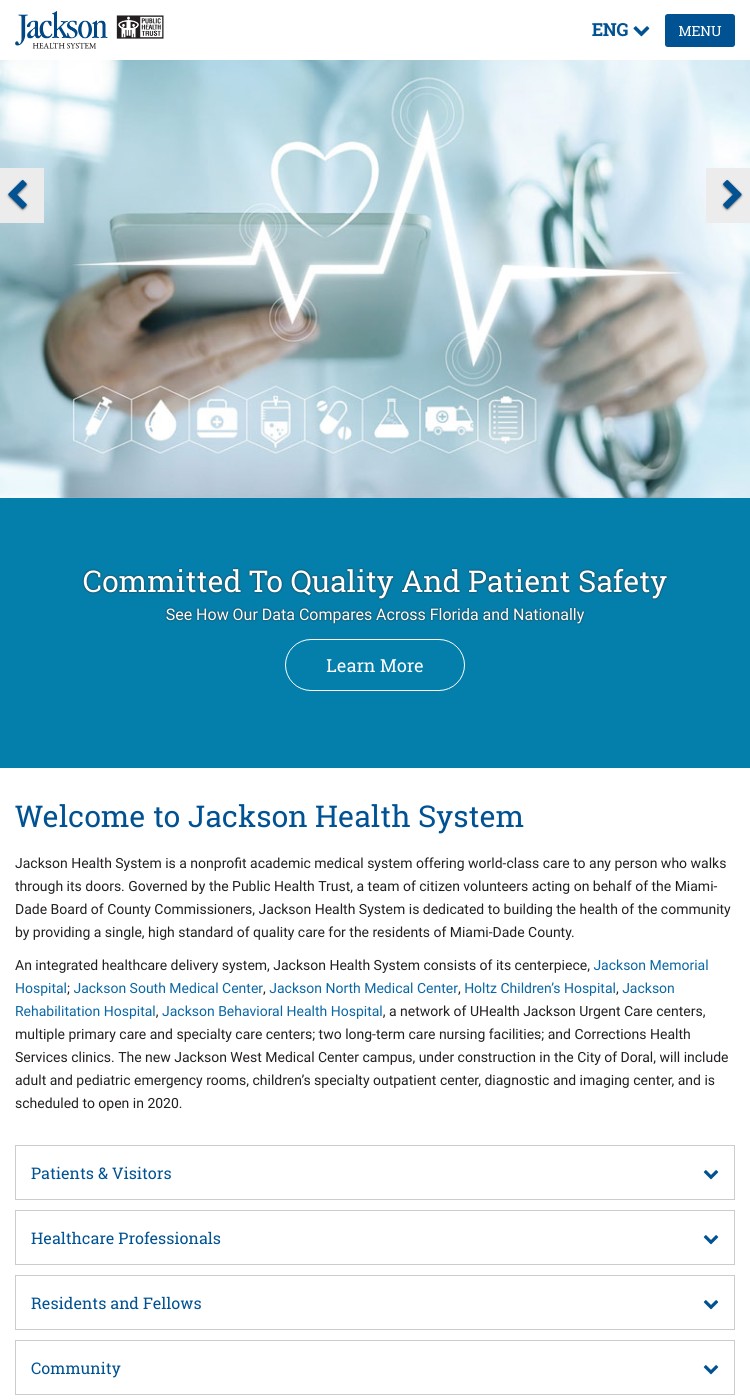 Jackson
HEALTH SYSTEM
PUBLIC
HEALTH
TRUST
ENG
MENU
Committed To Quality And Patient Safety
See How Our Data Compares Across Florida and Nationally
Learn More
Welcome to Jackson Health System
Jackson Health System is a nonprofit academic medical system offering world-class care to any person who walks
through its doors. Governed by the Public Health Trust, a team of citizen volunteers acting on behalf of the Miami-
Dade Board of County Commissioners, Jackson Health System is dedicated to building the health of the community
by providing a single, high standard of quality care for the residents of Miami-Dade County.
An integrated healthcare delivery system, Jackson Health System consists of its centerpiece, Jackson Memorial
Hospital; Jackson South Medical Center, Jackson North Medical Center, Holtz Children’s Hospital, Jackson
Rehabilitation Hospital, Jackson Behavioral Health Hospital, a network of UHealth Jackson Urgent Care centers,
multiple primary care and specialty care centers; two long-term care nursing facilities; and Corrections Health
Services clinics. The new Jackson West Medical Center campus, under construction in the City of Doral, will include
adult and pediatric emergency rooms, children’s specialty outpatient center, diagnostic and imaging center, and is
scheduled to open in 2020.
Patients & Visitors
Healthcare Professionals
Residents and Fellows
Community